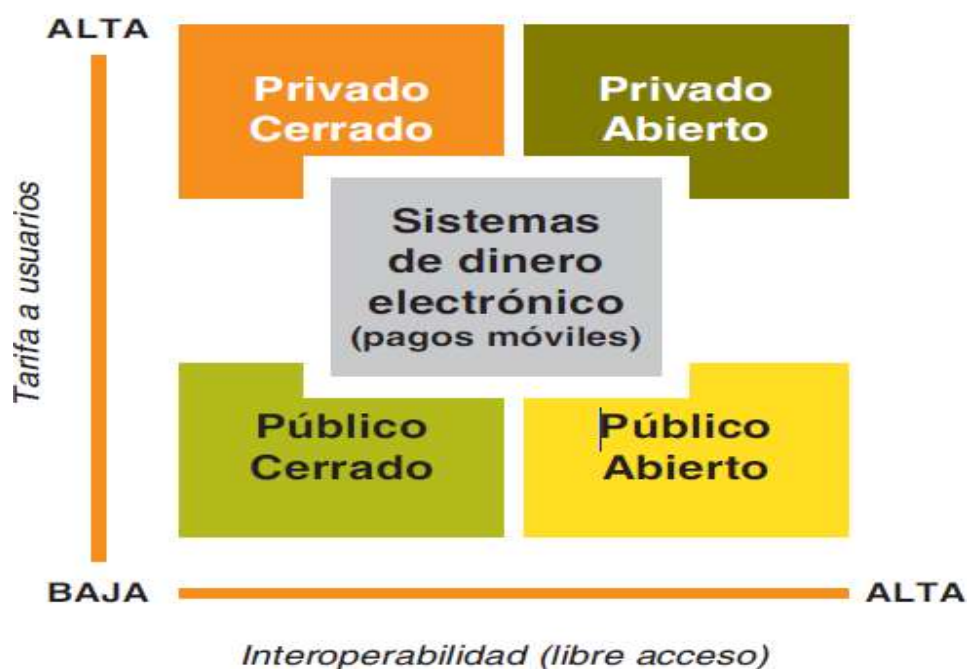 ALTA
Privado
Cerrado
Privado
Abierto
Tarifa a usuarios
Sistemas
de dinero
electrónico
(pagos móviles)
Público
Cerrado
Público
Abierto
BAJA
ALTA
Interoperabilidad (libre acceso)